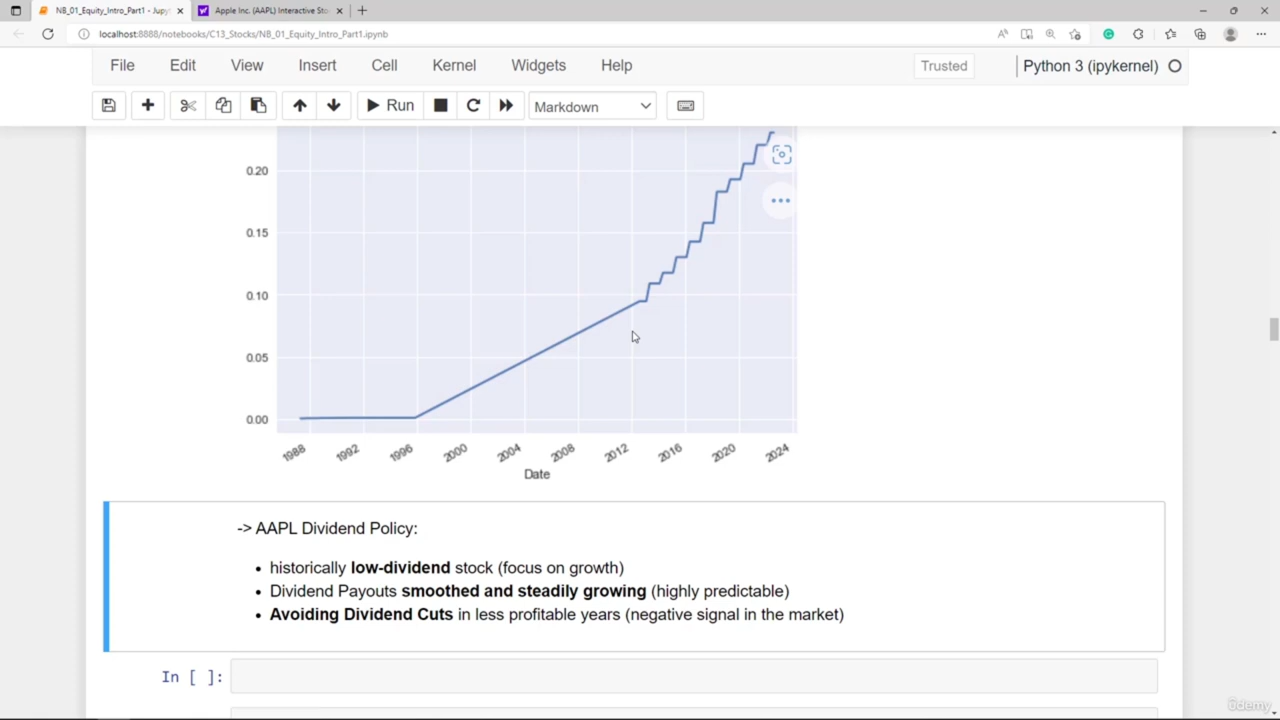 NB_01_Equity_Intro_Part1 - Jupy
Apple Inc. (AAPL) Interactive Sto
localhost:8888/notebooks/C13_Stocks/NB_01_Equity_Intro_Part1.ipynb
File Edit View Insert Cell Kernel Widgets Help Trusted Python 3 (ipykernel)
Run Markdown
0.20
0.15
0.10
0.05
0.00
1988 1992 1996 2000 2004 2008 2012 2016 2020 2024
Date
-> AAPL Dividend Policy:
• historically low-dividend stock (focus on growth)
• Dividend Payouts smoothed and steadily growing (highly predictable)
• Avoiding Dividend Cuts in less profitable years (negative signal in the market)
In [ ]:
ûdemy